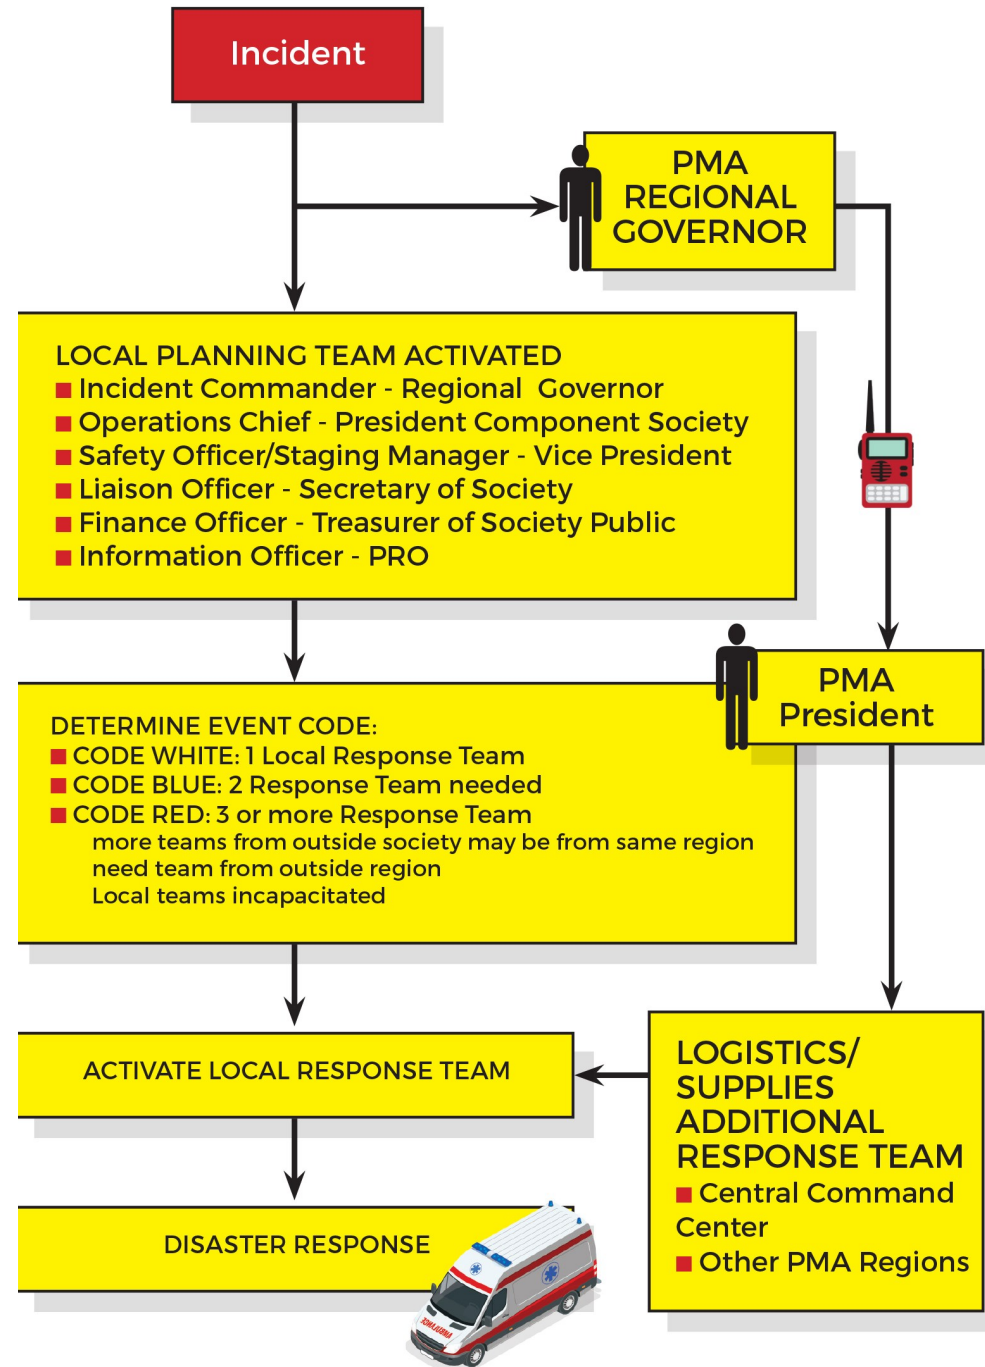 Incident
PMA
REGIONAL
GOVERNOR
LOCAL PLANNING TEAM ACTIVATED
Incident Commander - Regional Governor
Operations Chief - President Component Society
Safety Officer/Staging Manager - Vice President
Liaison Officer - Secretary of Society
Finance Officer - Treasurer of Society Public
Information Officer - PRO
PMA
President
DETERMINE EVENT CODE:
CODE WHITE: 1 Local Response Team
CODE BLUE: 2 Response Team needed
CODE RED: 3 or more Response Team
more teams from outside society may be from same region
need team from outside region
Local teams incapacitated
ACTIVATE LOCAL RESPONSE TEAM
LOGISTICS/
SUPPLIES
ADDITIONAL
RESPONSE TEAM
Central Command
Center
Other PMA Regions
DISASTER RESPONSE